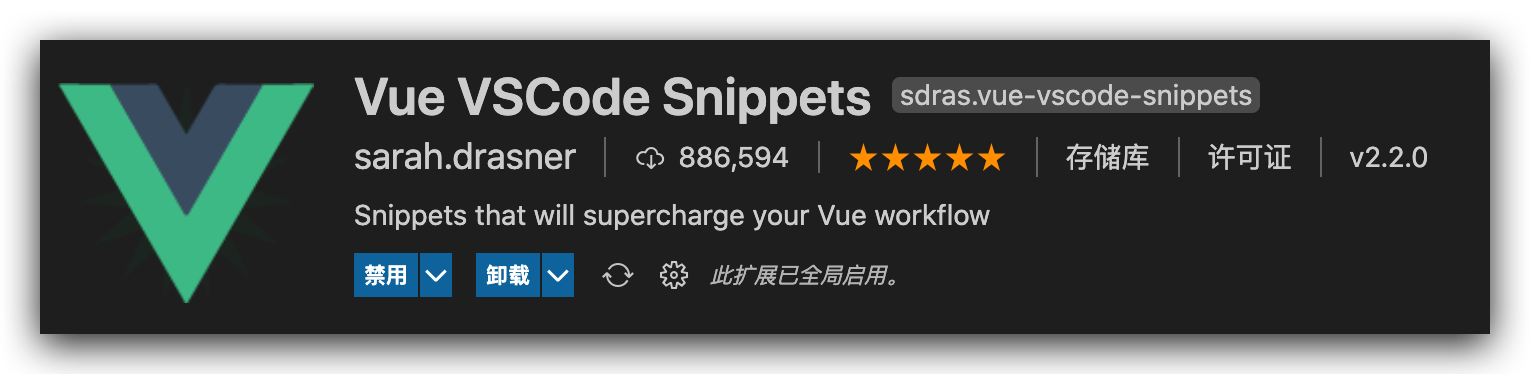 Vue VSCode Snippets sdras.vue-vscode-snippets
sarah.drasner 886,594 ★★★★★ 存储库 许可证 v2.2.0
Snippets that will supercharge your Vue workflow
禁用 卸载 此扩展已全局启用。